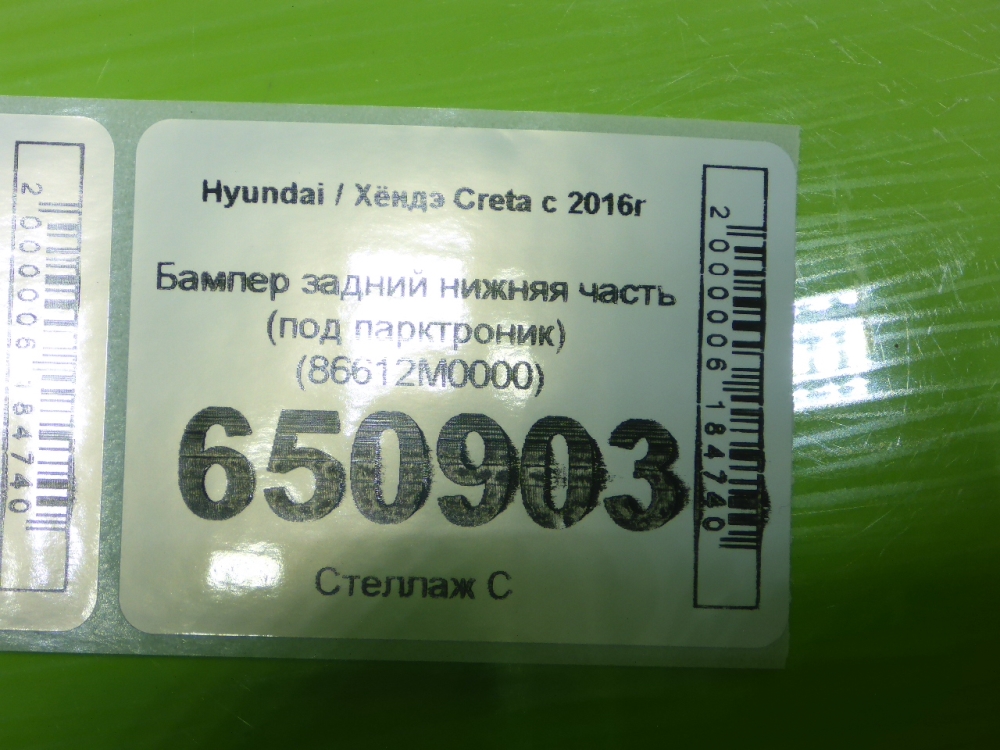 2000006184740
Hyundai / Хёндэ Creta с 2016г
Бампер задний нижняя часть
(под парктроник)
(86612M0000)
650903
Стеллаж С
2000006184740